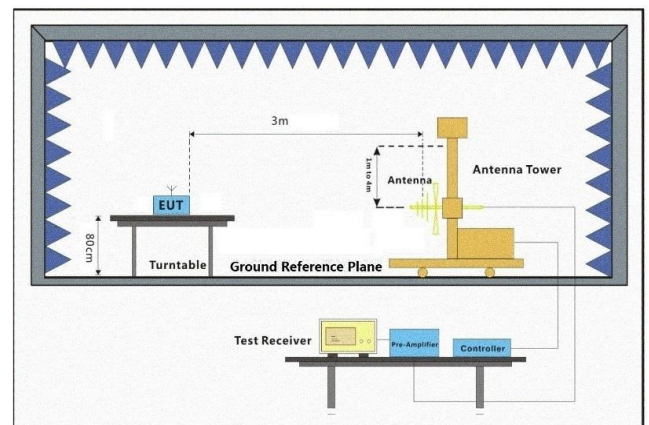 3m
1m to 4m
Antenna
Antenna Tower
EUT
80cm
Turntable
Ground Reference Plane
Test Receiver
Pre-Amplifier
Controller